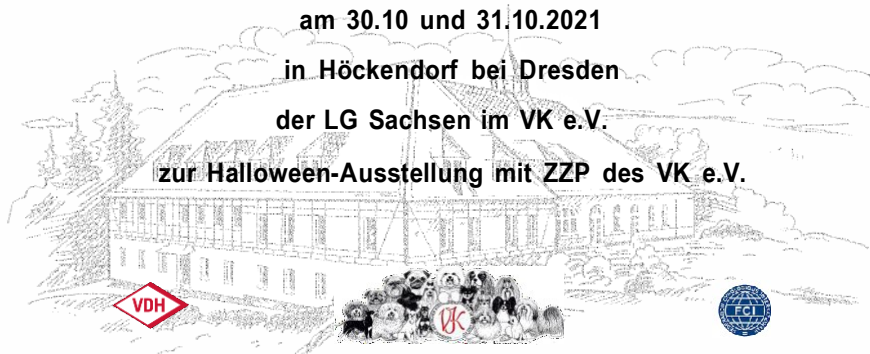 am 30.10 und 31.10.2021
in Höckendorf bei Dresden
der LG Sachsen im VK e.V.
zur Halloween-Ausstellung mit ZZP des VK e.V.
VDH
VK
FCI